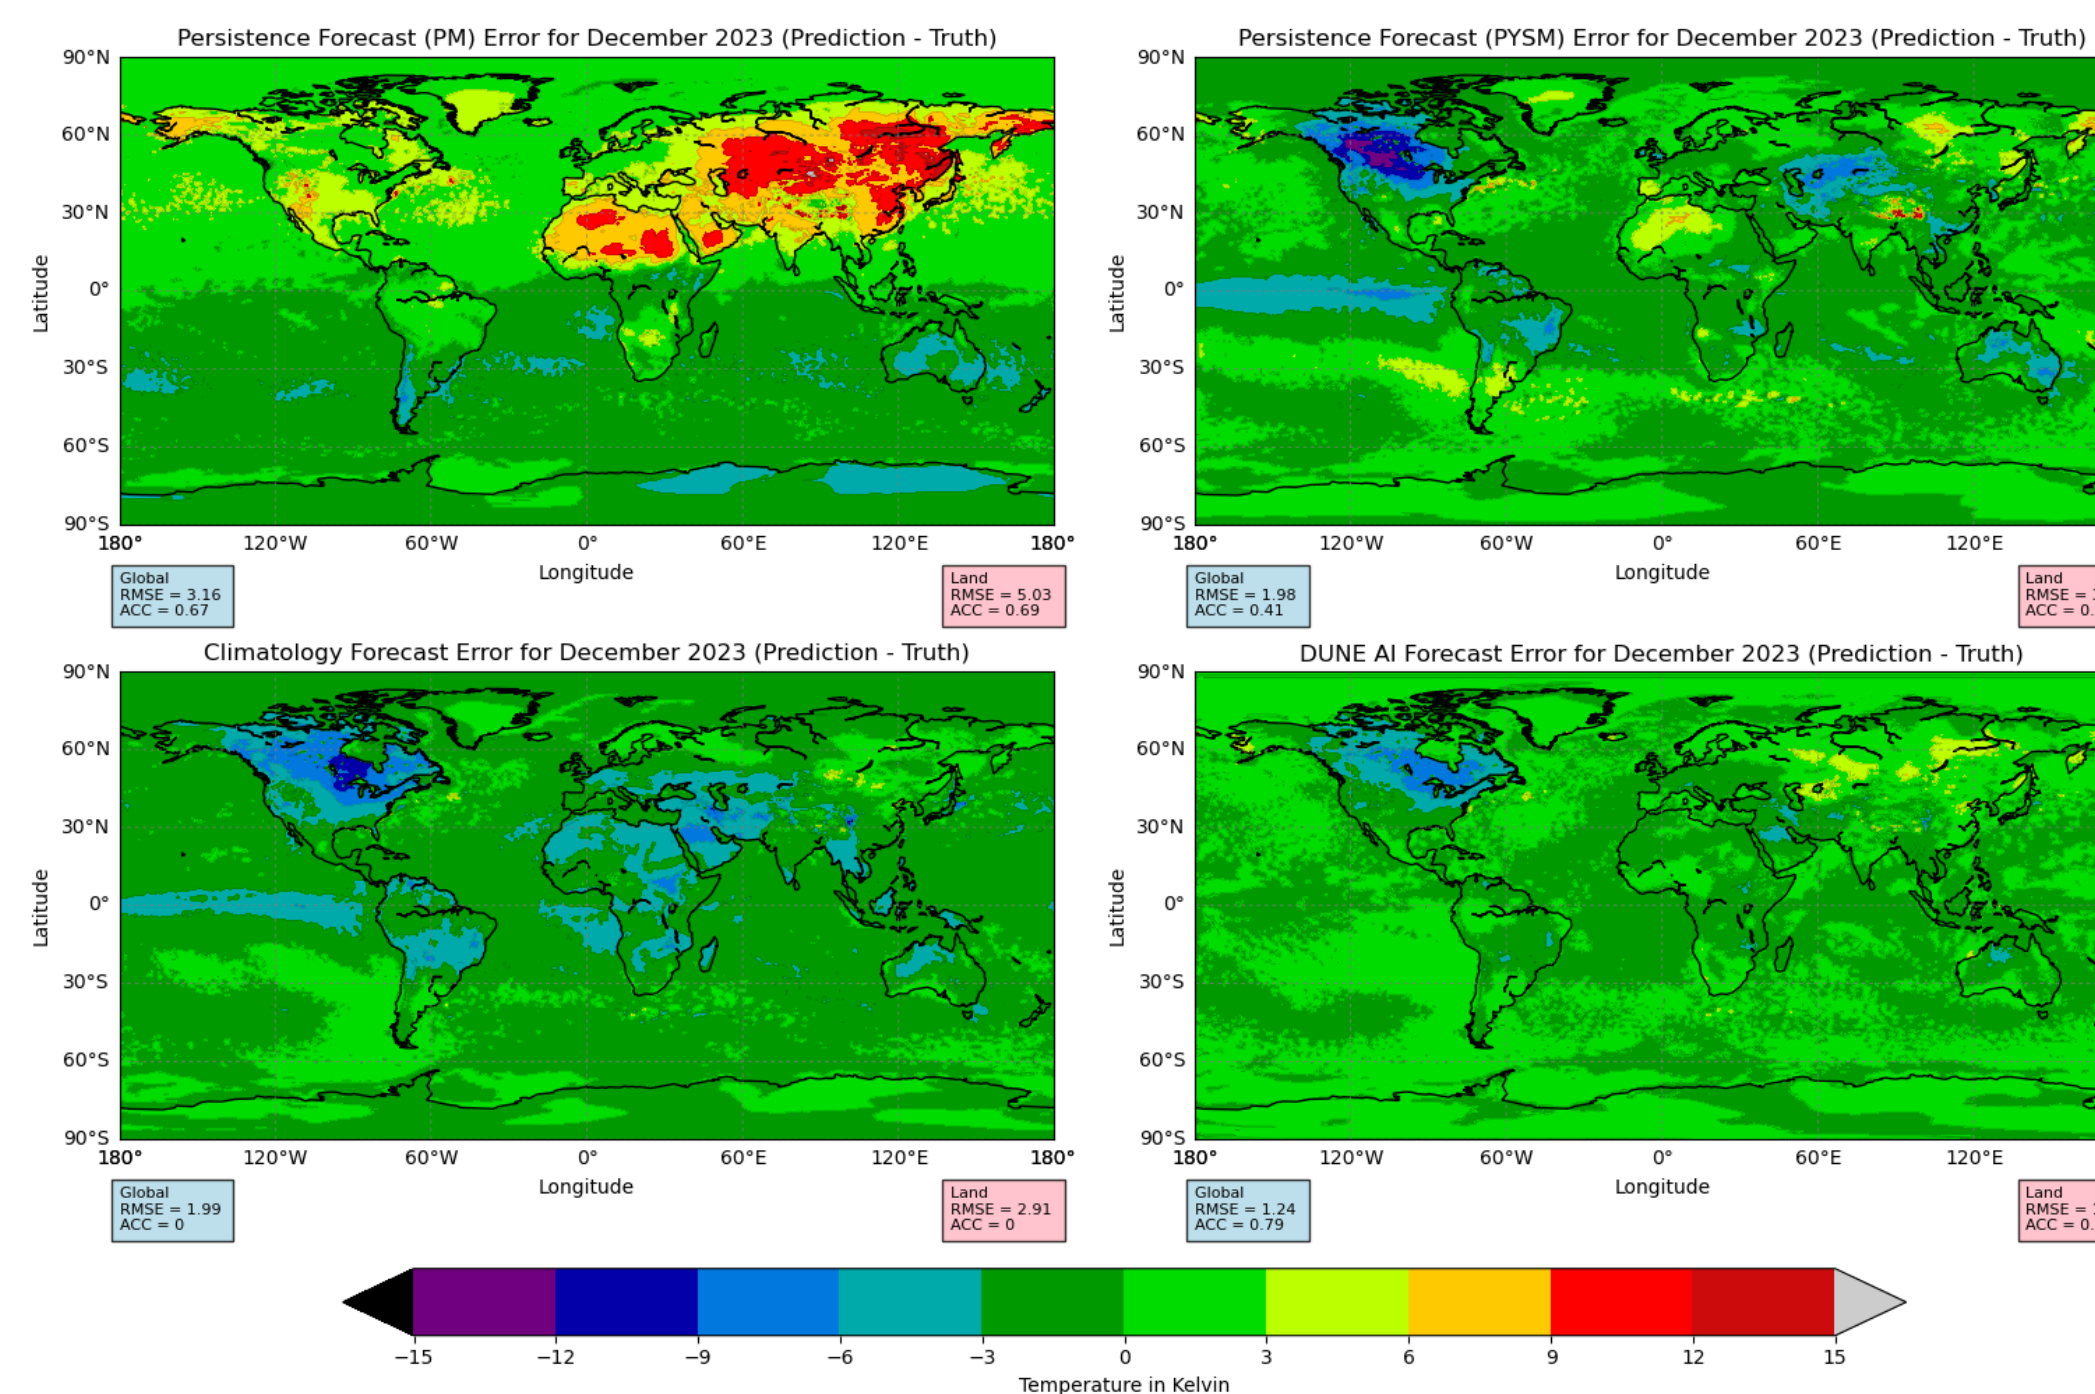 Persistence Forecast (PM) Error for December 2023 (Prediction - Truth)
90°N
60°N
30°N
0°
30°S
60°S
90°S
Latitude
180°
120°W
60°W
0°
60°E
120°E
180°
Longitude
Global
RMSE = 3.16
ACC = 0.67
Land
RMSE = 5.03
ACC = 0.69
Persistence Forecast (PYSM) Error for December 2023 (Prediction - Truth)
90°N
60°N
30°N
0°
30°S
60°S
90°S
Latitude
180°
120°W
60°W
0°
60°E
120°E
Longitude
Global
RMSE = 1.98
ACC = 0.41
Land
RMSE =
ACC = 0.
Climatology Forecast Error for December 2023 (Prediction - Truth)
90°N
60°N
30°N
0°
30°S
60°S
90°S
Latitude
180°
120°W
60°W
0°
60°E
120°E
180°
Longitude
Global
RMSE = 1.99
ACC = 0
Land
RMSE = 2.91
ACC = 0
DUNE AI Forecast Error for December 2023 (Prediction - Truth)
90°N
60°N
30°N
0°
30°S
60°S
90°S
Latitude
180°
120°W
60°W
0°
60°E
120°E
Longitude
Global
RMSE = 1.24
ACC = 0.79
Land
RMSE =
ACC = 0.
−15
−12
−9
−6
−3
0
3
6
9
12
15
Temperature in Kelvin